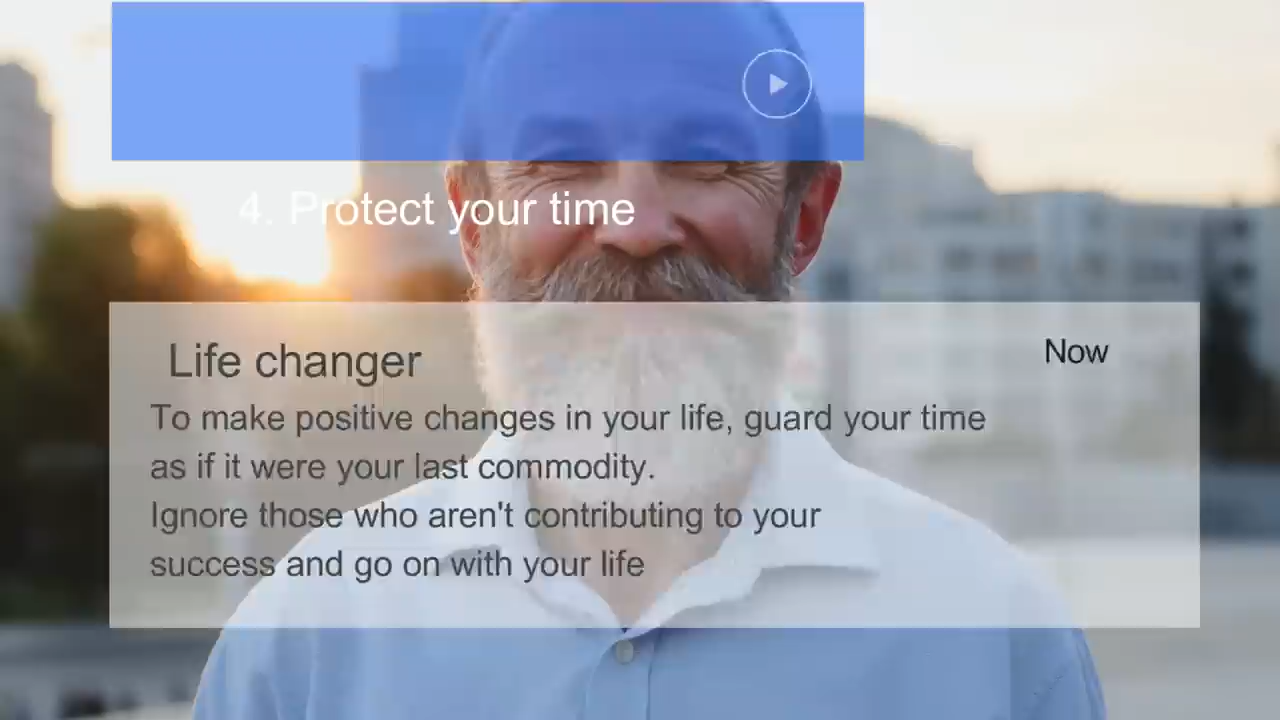 4. Protect your time
Life changer
Now
To make positive changes in your life, guard your time
as if it were your last commodity.
Ignore those who aren't contributing to your
success and go on with your life